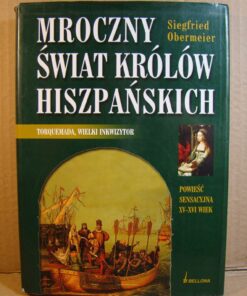 MROCZNY
Siegfried
Obermeier
ŚWIAT KRÓLÓW
HISZPAŃSKICH
TORQUEMADA, WIELKI INKWIZYTOR
POWIEŚĆ
SENSACYJNA
XV-XVI WIEK
BELLONA